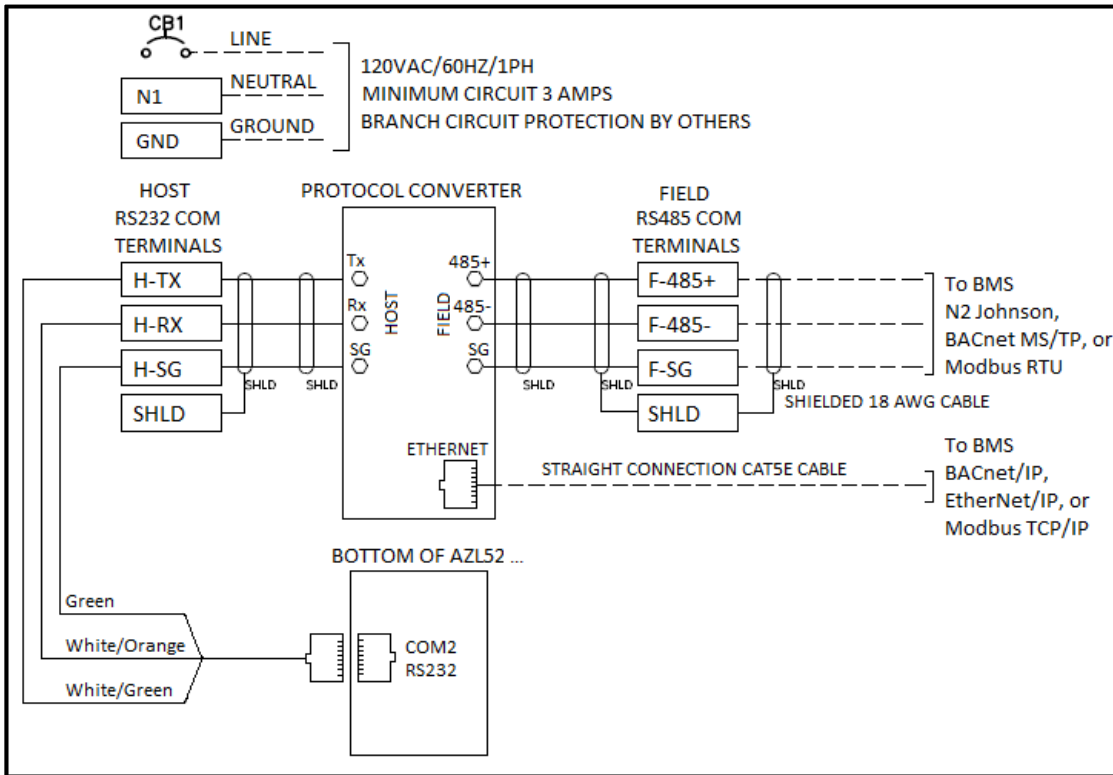 CB1
LINE
NEUTRAL
N1
GROUND
GND
120VAC/60HZ/1PH
MINIMUM CIRCUIT 3 AMPS
BRANCH CIRCUIT PROTECTION BY OTHERS
HOST
RS232 COM
TERMINALS
PROTOCOL CONVERTER
FIELD
RS485 COM
TERMINALS
H-TX
H-RX
H-SG
SHLD
SHLD
SHLD
Tx
Rx
SG
HOST
FIELD
485+
485-
SG
SHLD
SHLD
F-485+
F-485-
F-SG
SHLD
SHLD
SHIELDED 18 AWG CABLE
To BMS
N2 Johnson,
BACnet MS/TP, or
Modbus RTU
ETHERNET
STRAIGHT CONNECTION CAT5E CABLE
To BMS
BACnet/IP,
EtherNet/IP, or
Modbus TCP/IP
BOTTOM OF AZL52 ...
Green
White/Orange
White/Green
COM2
RS232